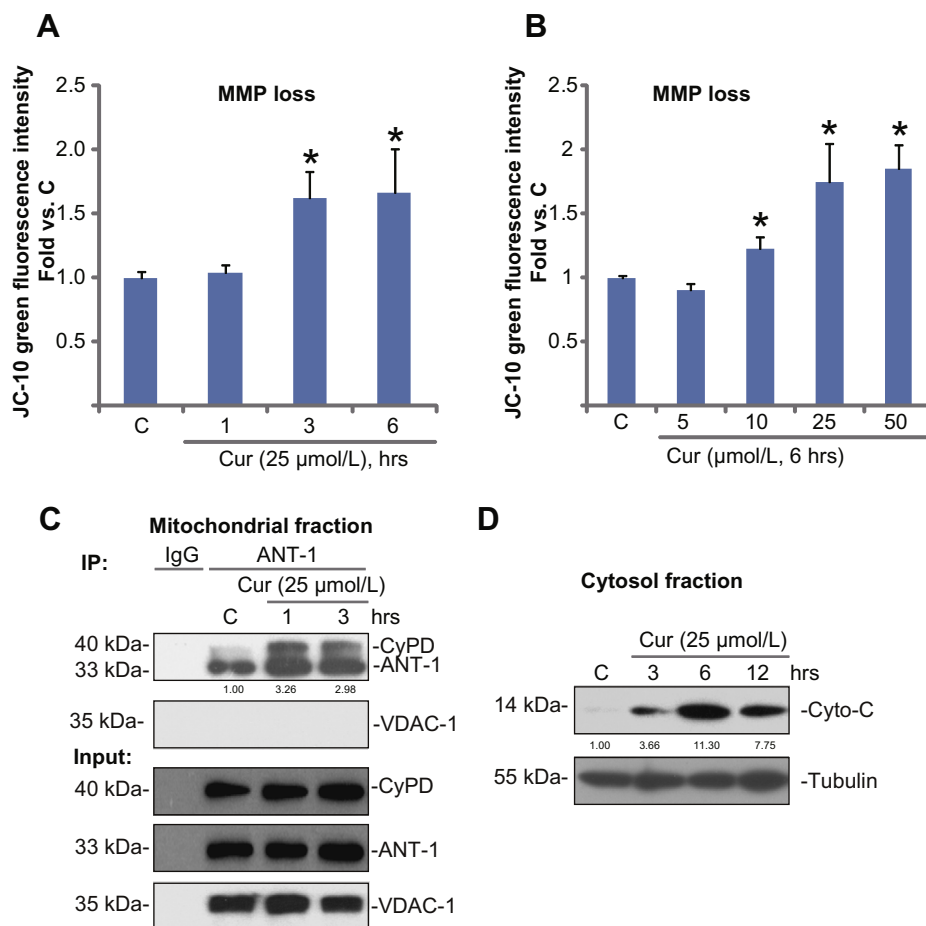 A
MMP loss
JC-10 green fluorescence intensity
Fold vs. C
2.5
2.0
1.5
1.0
0.5
C 1 3 6
Cur (25 µmol/L), hrs
* *
B
MMP loss
JC-10 green fluorescence intensity
Fold vs. C
2.5
2
1.5
1
0.5
C 5 10 25 50
Cur (µmol/L, 6 hrs)
* * *
C
Mitochondrial fraction
IP: IgG ANT-1
Cur (25 µmol/L)
C 1 3 hrs
40 kDa- -CyPD
33 kDa- -ANT-1
1.00 3.26 2.98
35 kDa- -VDAC-1
Input:
40 kDa- -CyPD
33 kDa- -ANT-1
35 kDa- -VDAC-1
D
Cytosol fraction
Cur (25 µmol/L)
C 3 6 12 hrs
14 kDa- -Cyto-C
1.00 3.66 11.30 7.75
55 kDa- -Tubulin